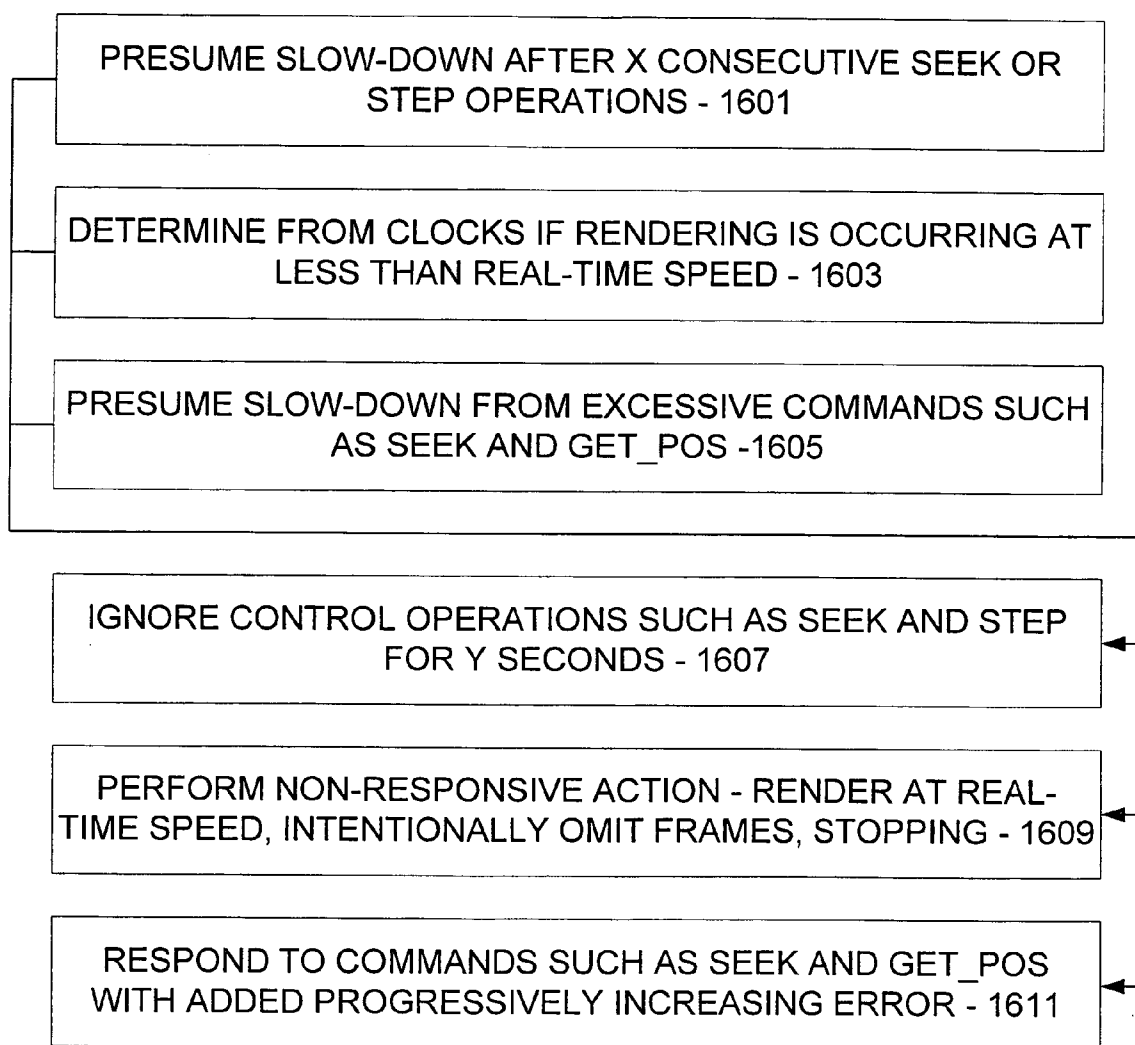 PRESUME SLOW-DOWN AFTER X CONSECUTIVE SEEK OR
STEP OPERATIONS - 1601
DETERMINE FROM CLOCKS IF RENDERING IS OCCURRING AT
LESS THAN REAL-TIME SPEED - 1603
PRESUME SLOW-DOWN FROM EXCESSIVE COMMANDS SUCH
AS SEEK AND GET_POS -1605
IGNORE CONTROL OPERATIONS SUCH AS SEEK AND STEP
FOR Y SECONDS - 1607
PERFORM NON-RESPONSIVE ACTION - RENDER AT REAL-
TIME SPEED, INTENTIONALLY OMIT FRAMES, STOPPING - 1609
RESPOND TO COMMANDS SUCH AS SEEK AND GET_POS
WITH ADDED PROGRESSIVELY INCREASING ERROR - 1611